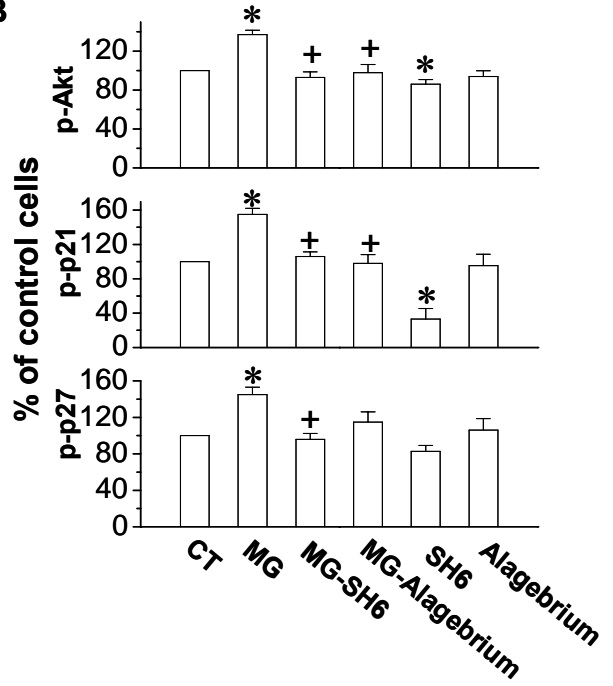 B
% of control cells
p-Akt
120
80
40
0
* + + *
p-p21
160
120
80
40
0
* + + *
p-p27
160
120
80
40
0
* +
CT
MG
MG-SH6
MG-Alagebrium
SH6
Alagebrium